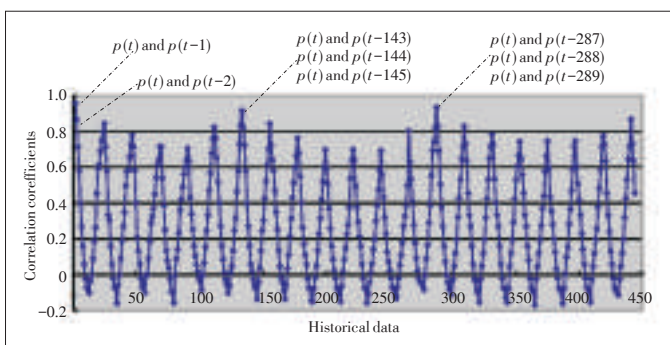 p(t) and p(t−1)
p(t) and p(t−2)
p(t) and p(t−143)
p(t) and p(t−144)
p(t) and p(t−145)
p(t) and p(t−287)
p(t) and p(t−288)
p(t) and p(t−289)
Correlation corefficients
1.0
0.8
0.6
0.4
0.2
0
−0.2
50
100
150
200
250
300
350
400
450
Historical data